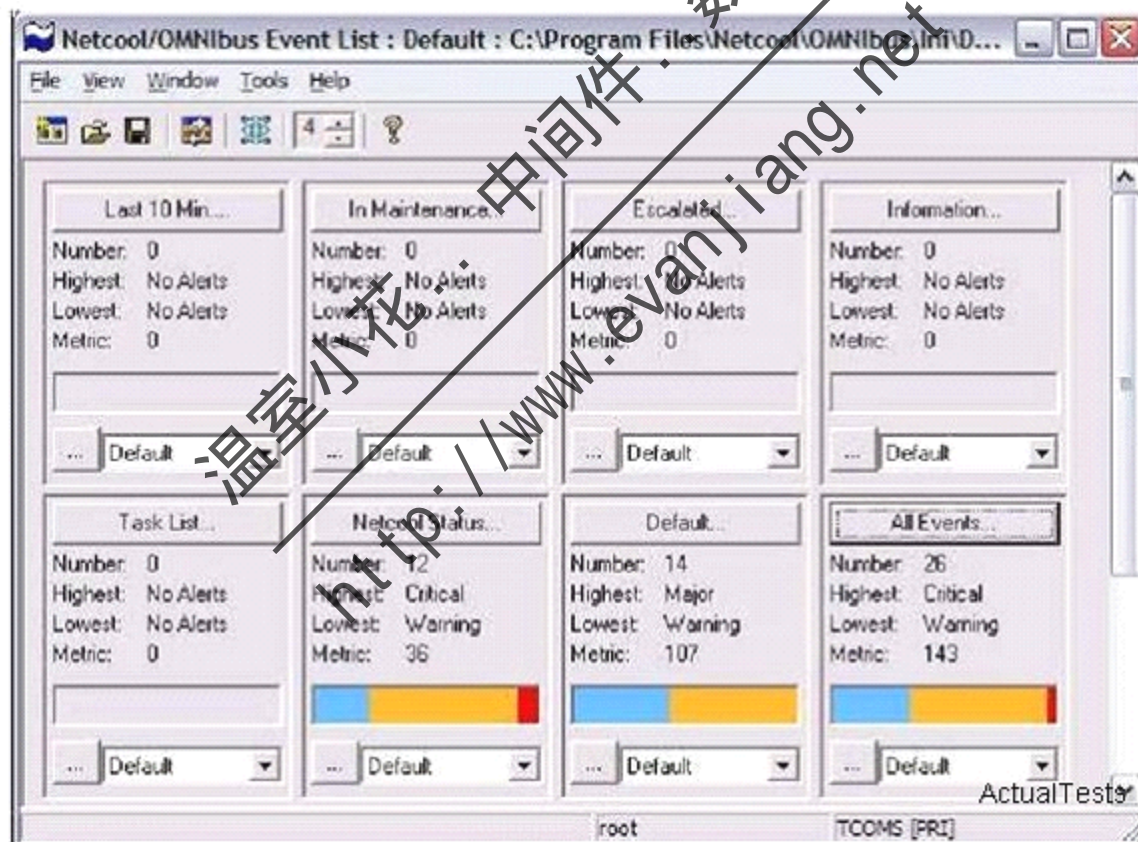 Netcool/OMNIbus Event List : Default : C:\Program Files\Netcool\OMNIbus\Ini\D...
File View Window Tools Help
4
Last 10 Min... In Maintenance... Escalated... Information...
Number: 0 Number: 0 Number: 0 Number: 0
Highest: No Alerts Highest: No Alerts Highest: No Alerts Highest: No Alerts
Lowest: No Alerts Lowest: No Alerts Lowest: No Alerts Lowest: No Alerts
Metric: 0 Metric: 0 Metric: 0 Metric: 0
... Default ... Default ... Default ... Default
Task List... Netcool Status... Default... All Events...
Number: 0 Number: 12 Number: 14 Number: 26
Highest: No Alerts Highest: Critical Highest: Major Highest: Critical
Lowest: No Alerts Lowest: Warning Lowest: Warning Lowest: Warning
Metric: 0 Metric: 36 Metric: 107 Metric: 143
... Default ... Default ... Default ... Default
ActualTests
root TCOMS [PRI]
温室小花·:中间件·
http://www.evanjiang.net